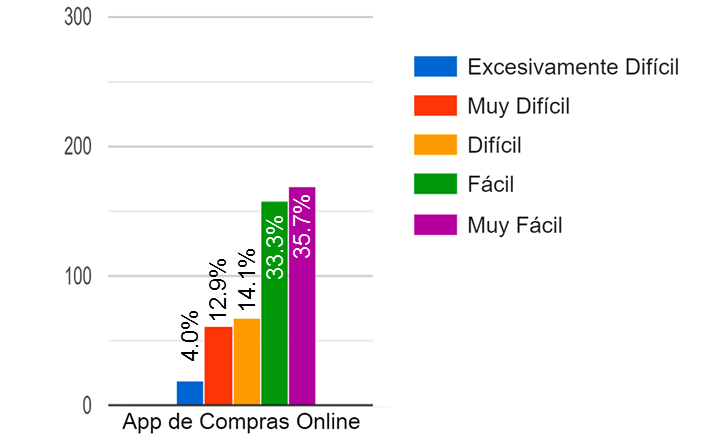 300
200
100
0
4.0%
12.9%
14.1%
33.3%
35.7%
App de Compras Online
Excesivamente Difícil
Muy Difícil
Difícil
Fácil
Muy Fácil